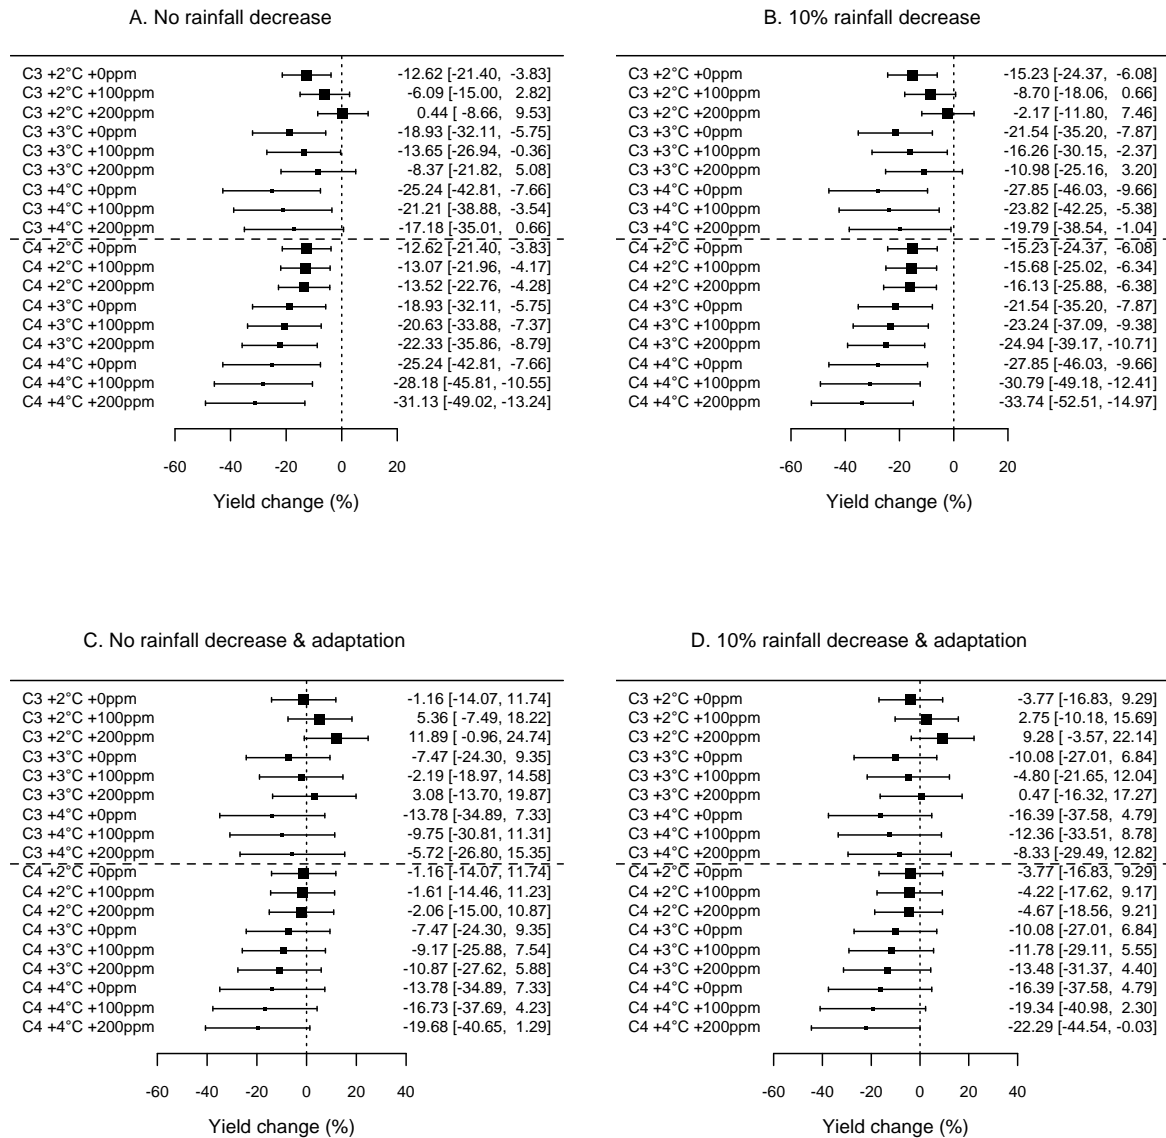 A. No rainfall decrease
C3 +2°C +0ppm -12.62 [-21.40, -3.83]
C3 +2°C +100ppm -6.09 [-15.00, 2.82]
C3 +2°C +200ppm 0.44 [ -8.66, 9.53]
C3 +3°C +0ppm -18.93 [-32.11, -5.75]
C3 +3°C +100ppm -13.65 [-26.94, -0.36]
C3 +3°C +200ppm -8.37 [-21.82, 5.08]
C3 +4°C +0ppm -25.24 [-42.81, -7.66]
C3 +4°C +100ppm -21.21 [-38.88, -3.54]
C3 +4°C +200ppm -17.18 [-35.01, 0.66]
C4 +2°C +0ppm -12.62 [-21.40, -3.83]
C4 +2°C +100ppm -13.07 [-21.96, -4.17]
C4 +2°C +200ppm -13.52 [-22.76, -4.28]
C4 +3°C +0ppm -18.93 [-32.11, -5.75]
C4 +3°C +100ppm -20.63 [-33.88, -7.37]
C4 +3°C +200ppm -22.33 [-35.86, -8.79]
C4 +4°C +0ppm -25.24 [-42.81, -7.66]
C4 +4°C +100ppm -28.18 [-45.81, -10.55]
C4 +4°C +200ppm -31.13 [-49.02, -13.24]
-60 -40 -20 0 20
Yield change (%)
B. 10% rainfall decrease
C3 +2°C +0ppm -15.23 [-24.37, -6.08]
C3 +2°C +100ppm -8.70 [-18.06, 0.66]
C3 +2°C +200ppm -2.17 [-11.80, 7.46]
C3 +3°C +0ppm -21.54 [-35.20, -7.87]
C3 +3°C +100ppm -16.26 [-30.15, -2.37]
C3 +3°C +200ppm -10.98 [-25.16, 3.20]
C3 +4°C +0ppm -27.85 [-46.03, -9.66]
C3 +4°C +100ppm -23.82 [-42.25, -5.38]
C3 +4°C +200ppm -19.79 [-38.54, -1.04]
C4 +2°C +0ppm -15.23 [-24.37, -6.08]
C4 +2°C +100ppm -15.68 [-25.02, -6.34]
C4 +2°C +200ppm -16.13 [-25.88, -6.38]
C4 +3°C +0ppm -21.54 [-35.20, -7.87]
C4 +3°C +100ppm -23.24 [-37.09, -9.38]
C4 +3°C +200ppm -24.94 [-39.17, -10.71]
C4 +4°C +0ppm -27.85 [-46.03, -9.66]
C4 +4°C +100ppm -30.79 [-49.18, -12.41]
C4 +4°C +200ppm -33.74 [-52.51, -14.97]
-60 -40 -20 0 20
Yield change (%)
C. No rainfall decrease & adaptation
C3 +2°C +0ppm -1.16 [-14.07, 11.74]
C3 +2°C +100ppm 5.36 [ -7.49, 18.22]
C3 +2°C +200ppm 11.89 [ -0.96, 24.74]
C3 +3°C +0ppm -7.47 [-24.30, 9.35]
C3 +3°C +100ppm -2.19 [-18.97, 14.58]
C3 +3°C +200ppm 3.08 [-13.70, 19.87]
C3 +4°C +0ppm -13.78 [-34.89, 7.33]
C3 +4°C +100ppm -9.75 [-30.81, 11.31]
C3 +4°C +200ppm -5.72 [-26.80, 15.35]
C4 +2°C +0ppm -1.16 [-14.07, 11.74]
C4 +2°C +100ppm -1.61 [-14.46, 11.23]
C4 +2°C +200ppm -2.06 [-15.00, 10.87]
C4 +3°C +0ppm -7.47 [-24.30, 9.35]
C4 +3°C +100ppm -9.17 [-25.88, 7.54]
C4 +3°C +200ppm -10.87 [-27.62, 5.88]
C4 +4°C +0ppm -13.78 [-34.89, 7.33]
C4 +4°C +100ppm -16.73 [-37.69, 4.23]
C4 +4°C +200ppm -19.68 [-40.65, 1.29]
-60 -40 -20 0 20 40
Yield change (%)
D. 10% rainfall decrease & adaptation
C3 +2°C +0ppm -3.77 [-16.83, 9.29]
C3 +2°C +100ppm 2.75 [-10.18, 15.69]
C3 +2°C +200ppm 9.28 [ -3.57, 22.14]
C3 +3°C +0ppm -10.08 [-27.01, 6.84]
C3 +3°C +100ppm -4.80 [-21.65, 12.04]
C3 +3°C +200ppm 0.47 [-16.32, 17.27]
C3 +4°C +0ppm -16.39 [-37.58, 4.79]
C3 +4°C +100ppm -12.36 [-33.51, 8.78]
C3 +4°C +200ppm -8.33 [-29.49, 12.82]
C4 +2°C +0ppm -3.77 [-16.83, 9.29]
C4 +2°C +100ppm -4.22 [-17.62, 9.17]
C4 +2°C +200ppm -4.67 [-18.56, 9.21]
C4 +3°C +0ppm -10.08 [-27.01, 6.84]
C4 +3°C +100ppm -11.78 [-29.11, 5.55]
C4 +3°C +200ppm -13.48 [-31.37, 4.40]
C4 +4°C +0ppm -16.39 [-37.58, 4.79]
C4 +4°C +100ppm -19.34 [-40.98, 2.30]
C4 +4°C +200ppm -22.29 [-44.54, -0.03]
-60 -40 -20 0 20 40
Yield change (%)